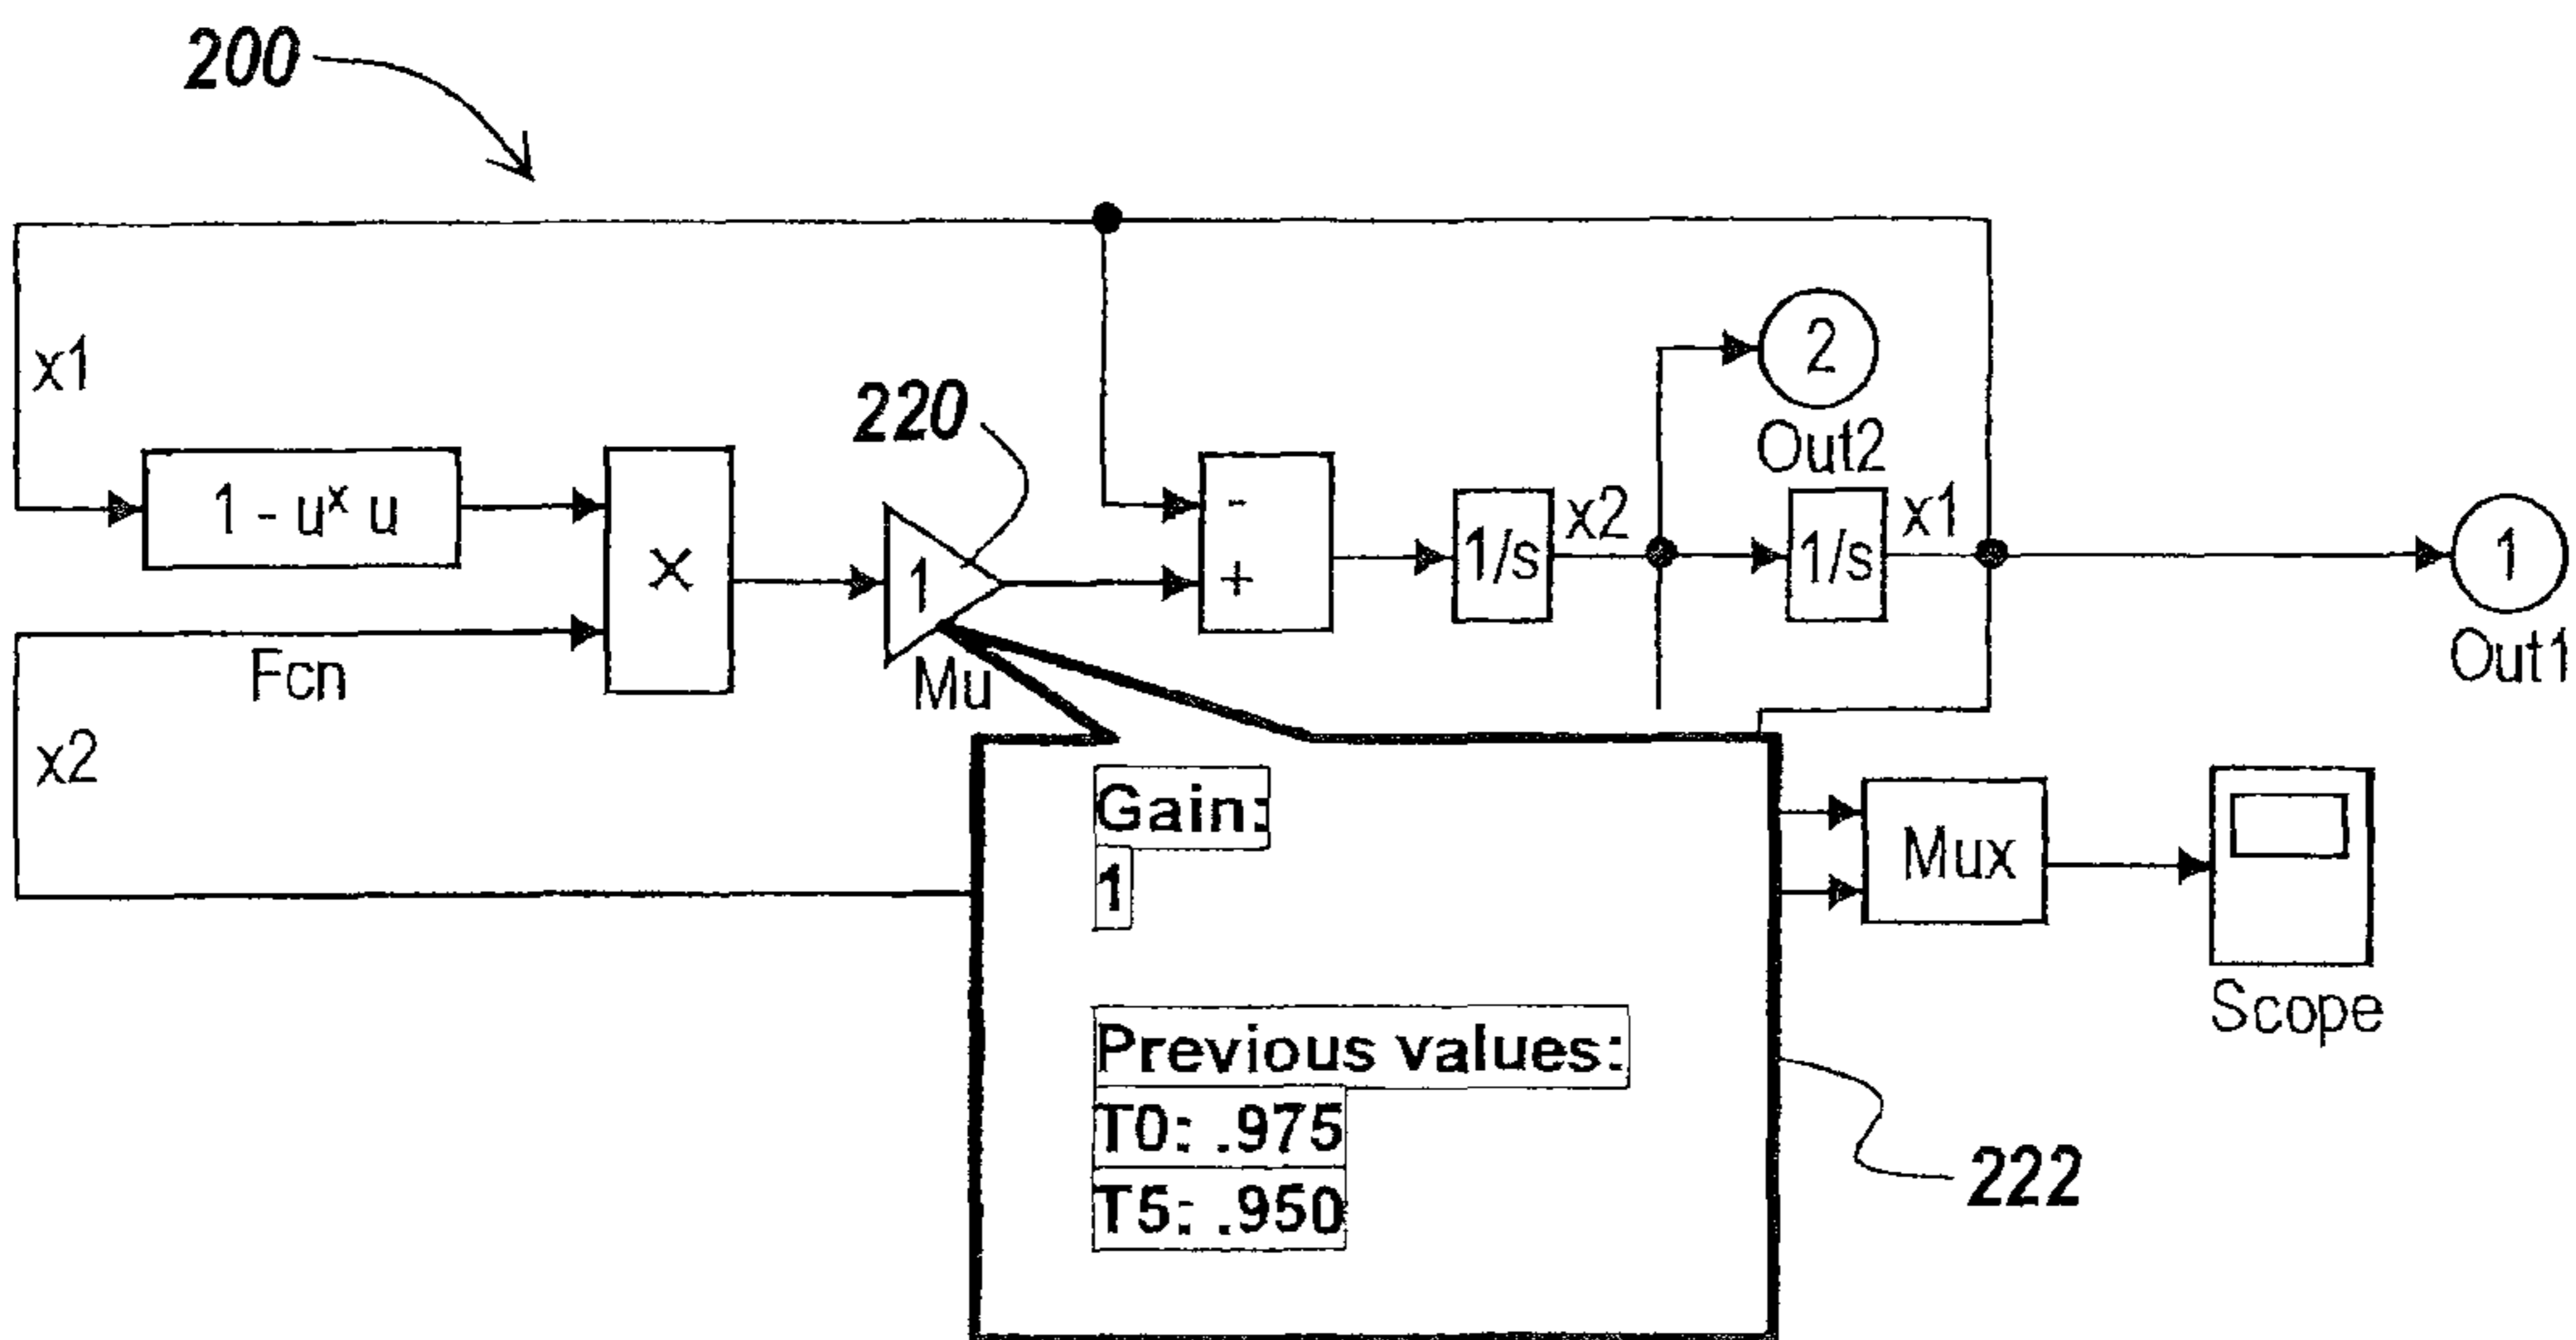 200
x1
220
2
Out2
1 - uˣ u
-
x2
x1
1
×
1
1/s
1/s
+
Out1
Fcn
Mu
x2
Gain:
1
Mux
Scope
Previous values:
T0: .975
T5: .950
222